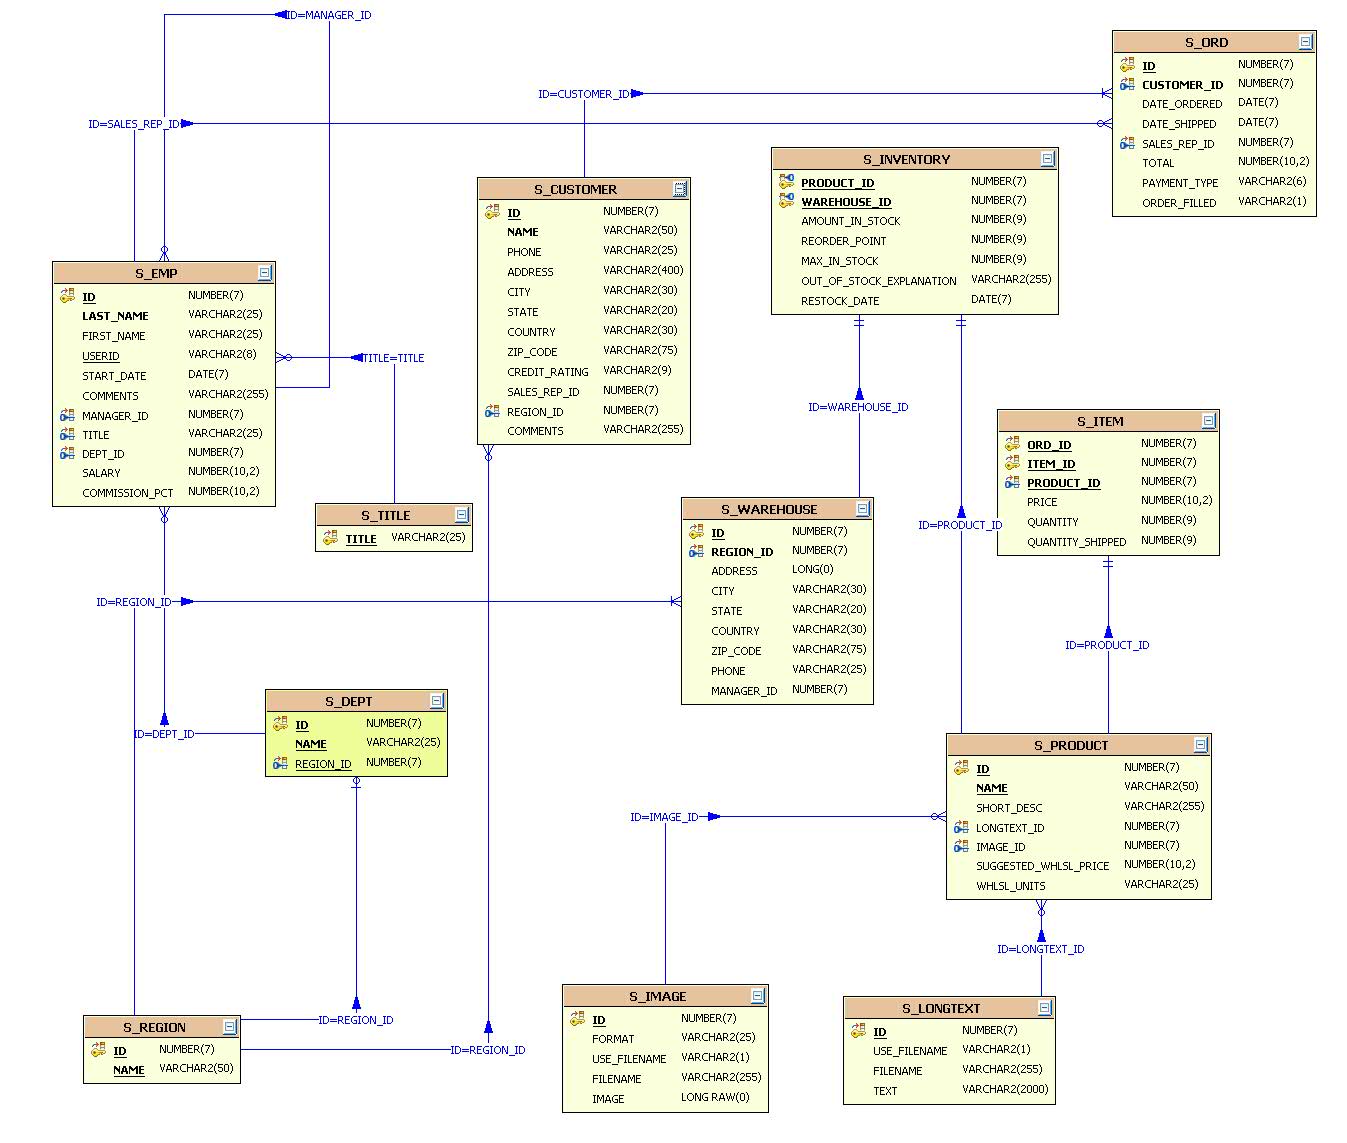 ID=MANAGER_ID
S_ORD
ID NUMBER(7)
CUSTOMER_ID NUMBER(7)
DATE_ORDERED DATE(7)
DATE_SHIPPED DATE(7)
SALES_REP_ID NUMBER(7)
TOTAL NUMBER(10,2)
PAYMENT_TYPE VARCHAR2(6)
ORDER_FILLED VARCHAR2(1)
ID=CUSTOMER_ID
ID=SALES_REP_ID
S_INVENTORY
PRODUCT_ID NUMBER(7)
WAREHOUSE_ID NUMBER(7)
AMOUNT_IN_STOCK NUMBER(9)
REORDER_POINT NUMBER(9)
MAX_IN_STOCK NUMBER(9)
OUT_OF_STOCK_EXPLANATION VARCHAR2(255)
RESTOCK_DATE DATE(7)
S_CUSTOMER
ID NUMBER(7)
NAME VARCHAR2(50)
PHONE VARCHAR2(25)
ADDRESS VARCHAR2(400)
CITY VARCHAR2(30)
STATE VARCHAR2(20)
COUNTRY VARCHAR2(30)
ZIP_CODE VARCHAR2(75)
CREDIT_RATING VARCHAR2(9)
SALES_REP_ID NUMBER(7)
REGION_ID NUMBER(7)
COMMENTS VARCHAR2(255)
S_EMP
ID NUMBER(7)
LAST_NAME VARCHAR2(25)
FIRST_NAME VARCHAR2(25)
USERID VARCHAR2(8)
START_DATE DATE(7)
COMMENTS VARCHAR2(255)
MANAGER_ID NUMBER(7)
TITLE VARCHAR2(25)
DEPT_ID NUMBER(7)
SALARY NUMBER(10,2)
COMMISSION_PCT NUMBER(10,2)
TITLE=TITLE
ID=WAREHOUSE_ID
S_ITEM
ORD_ID NUMBER(7)
ITEM_ID NUMBER(7)
PRODUCT_ID NUMBER(7)
PRICE NUMBER(10,2)
QUANTITY NUMBER(9)
QUANTITY_SHIPPED NUMBER(9)
S_TITLE
TITLE VARCHAR2(25)
S_WAREHOUSE
ID NUMBER(7)
REGION_ID NUMBER(7)
ADDRESS LONG(0)
CITY VARCHAR2(30)
STATE VARCHAR2(20)
COUNTRY VARCHAR2(30)
ZIP_CODE VARCHAR2(75)
PHONE VARCHAR2(25)
MANAGER_ID NUMBER(7)
ID=PRODUCT_ID
ID=REGION_ID
ID=PRODUCT_ID
S_DEPT
ID NUMBER(7)
NAME VARCHAR2(25)
REGION_ID NUMBER(7)
ID=DEPT_ID
S_PRODUCT
ID NUMBER(7)
NAME VARCHAR2(50)
SHORT_DESC VARCHAR2(255)
LONGTEXT_ID NUMBER(7)
IMAGE_ID NUMBER(7)
SUGGESTED_WHLSL_PRICE NUMBER(10,2)
WHLSL_UNITS VARCHAR2(25)
ID=IMAGE_ID
ID=LONGTEXT_ID
S_IMAGE
ID NUMBER(7)
FORMAT VARCHAR2(25)
USE_FILENAME VARCHAR2(1)
FILENAME VARCHAR2(255)
IMAGE LONG RAW(0)
S_LONGTEXT
ID NUMBER(7)
USE_FILENAME VARCHAR2(1)
FILENAME VARCHAR2(255)
TEXT VARCHAR2(2000)
S_REGION
ID NUMBER(7)
NAME VARCHAR2(50)
ID=REGION_ID
ID=REGION_ID